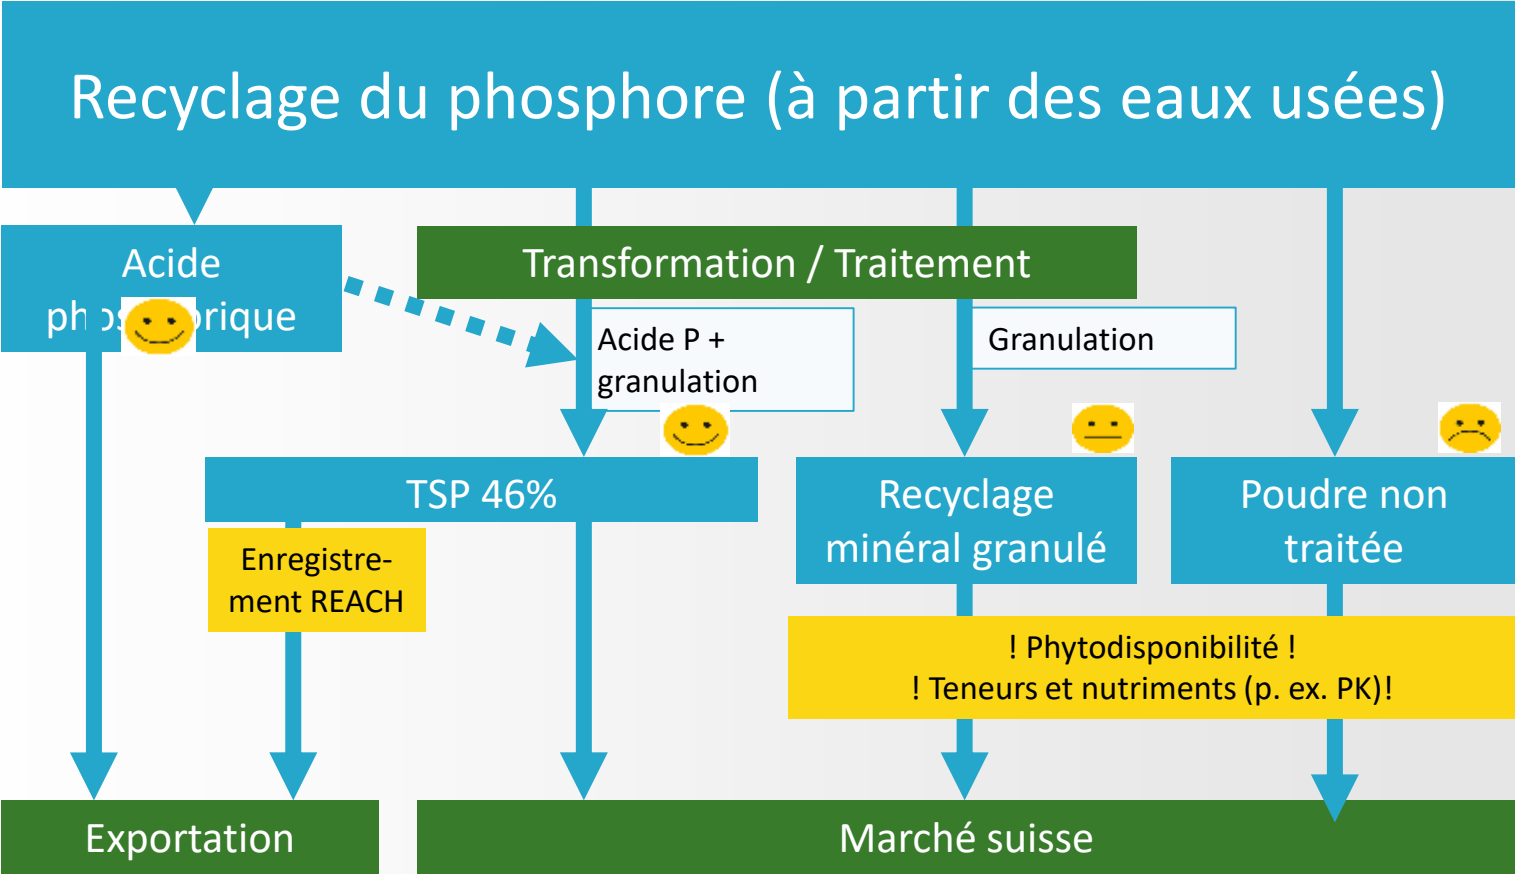 Recyclage du phosphore (à partir des eaux usées)
Acide
Transformation / Traitement
Acide P +
granulation
Granulation
TSP 46%
Recyclage
minéral granulé
Poudre non
traitée
Enregistre-
ment REACH
! Phytodisponibilité !
! Teneurs et nutriments (p. ex. PK)!
Exportation
Marché suisse